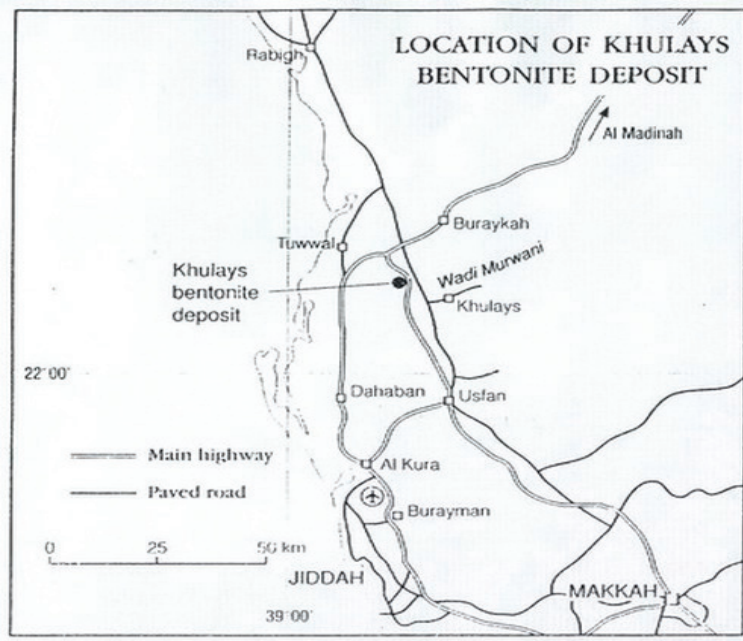 LOCATION OF KHULAYS
BENTONITE DEPOSIT
Rabigh
Al Madinah
Buraykah
Tuwwal
Wadi Murwani
Khulays
bentonite
deposit
Khulays
22°00'
Dahaban
Usfan
Main highway
Al Kura
Paved road
Burayman
0 25 50 km
JIDDAH
MAKKAH
39°00'